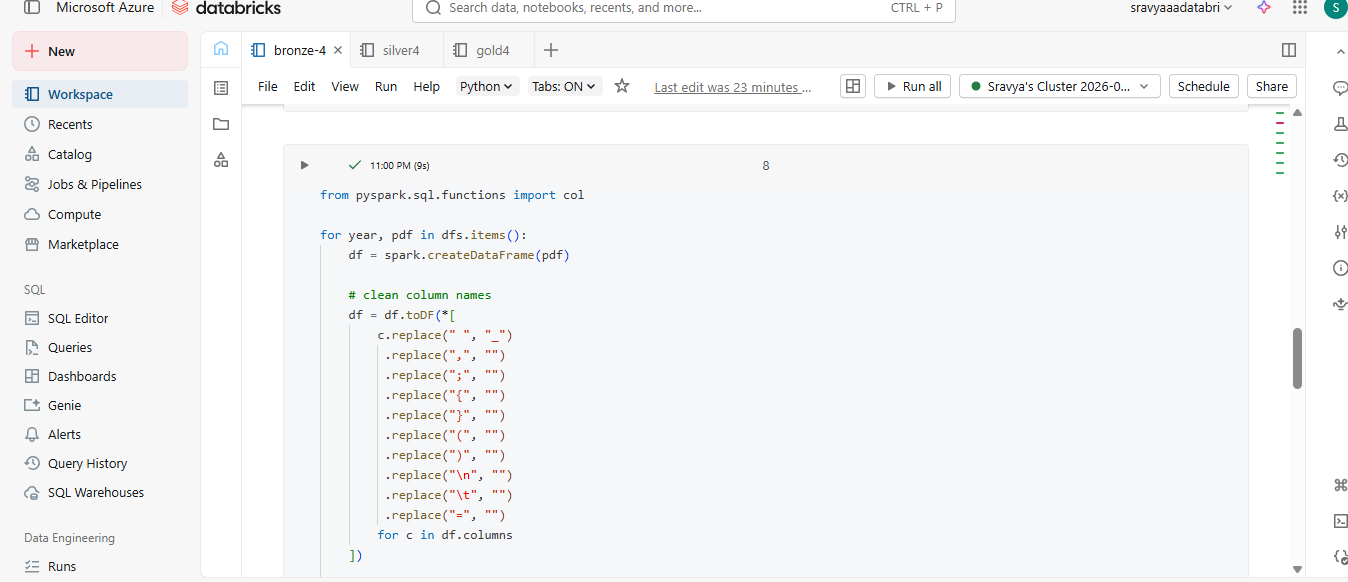 Microsoft Azure
databricks
Search data, notebooks, recents, and more...
CTRL + P
sravyaaadatabri
S
New
Workspace
Recents
Catalog
Jobs & Pipelines
Compute
Marketplace
SQL
SQL Editor
Queries
Dashboards
Genie
Alerts
Query History
SQL Warehouses
Data Engineering
Runs
bronze-4
silver4
gold4
File Edit View Run Help Python Tabs: ON Last edit was 23 minutes ... Run all Sravya's Cluster 2026-0... Schedule Share
11:00 PM (9s)
8
from pyspark.sql.functions import col
for year, pdf in dfs.items():
df = spark.createDataFrame(pdf)
# clean column names
df = df.toDF(*[
c.replace(" ", "_")
.replace(",", "")
.replace(";", "")
.replace("{", "")
.replace("}", "")
.replace("(", "")
.replace(")", "")
.replace("\n", "")
.replace("\t", "")
.replace("=", "")
for c in df.columns
])